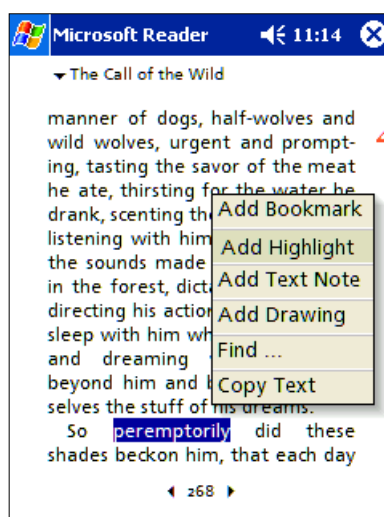 Microsoft Reader 11:14
The Call of the Wild
manner of dogs, half-wolves and
wild wolves, urgent and prompt-
ing, tasting the savor of the meat
he ate, thirsting for the water he
drank, scenting the
listening with him
the sounds made
in the forest,
directing his
sleep with him
and dreaming
beyond him and
selves the stuff of his dreams.
So peremptorily did these
shades beckon him, that each day
Add Bookmark
Add Highlight
Add Text Note
Add Drawing
Find ...
Copy Text
268